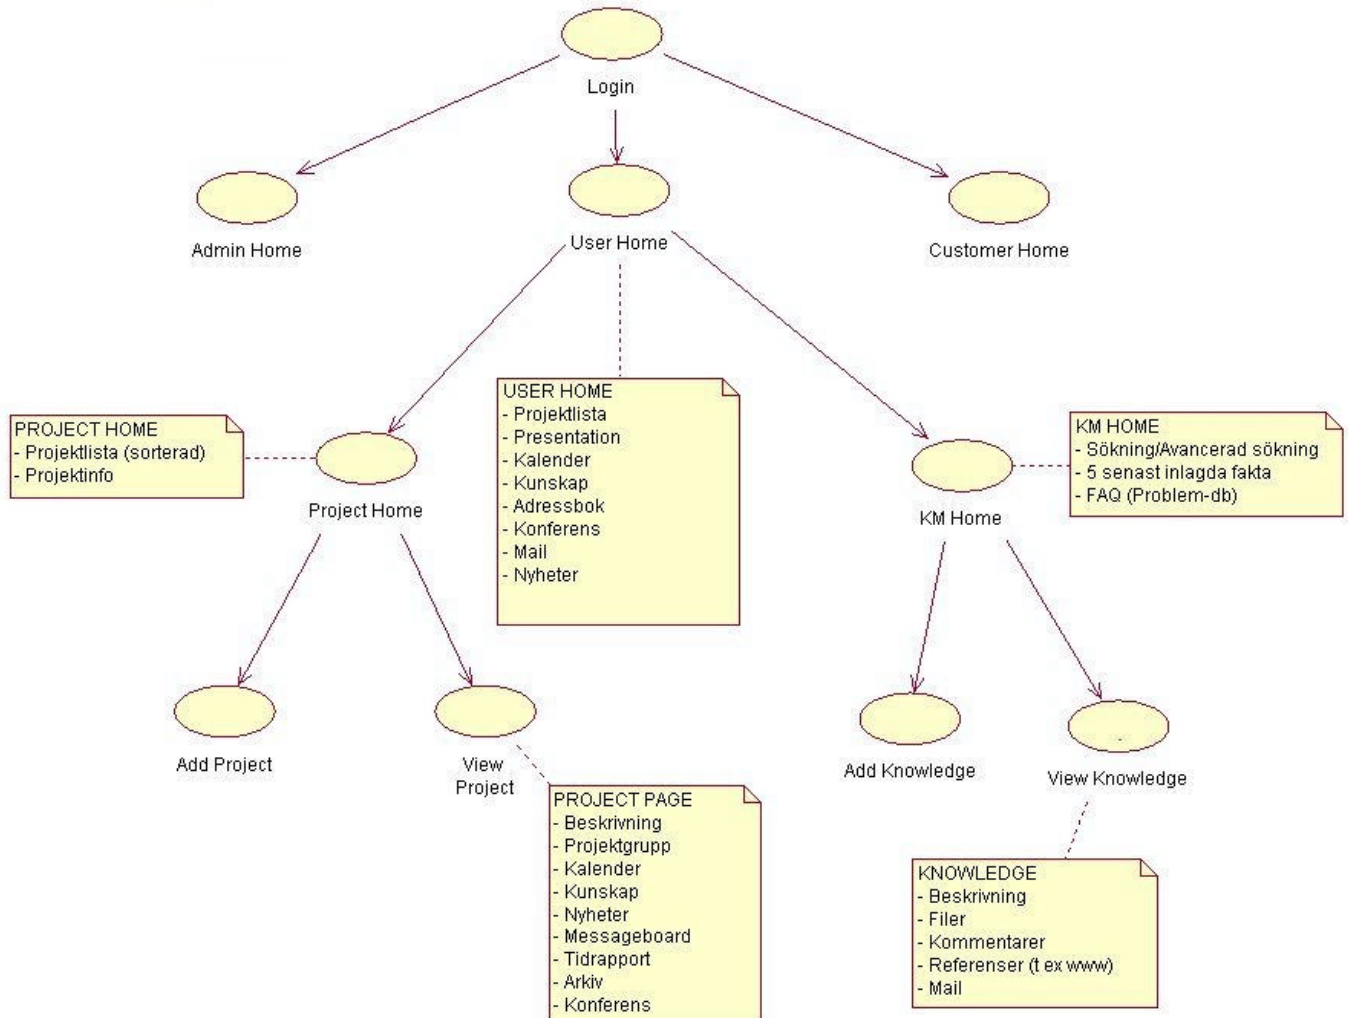 Login
Admin Home
User Home
Customer Home
USER HOME
- Projektlista
- Presentation
- Kalender
- Kunskap
- Adressbok
- Konferens
- Mail
- Nyheter
PROJECT HOME
- Projektlista (sorterad)
- Projektinfo
Project Home
KM HOME
- Sökning/Avancerad sökning
- 5 senast inlagda fakta
- FAQ (Problem-db)
KM Home
Add Project
View
Project
Add Knowledge
View Knowledge
PROJECT PAGE
- Beskrivning
- Projektgrupp
- Kalender
- Kunskap
- Nyheter
- Messageboard
- Tidrapport
- Arkiv
- Konferens
KNOWLEDGE
- Beskrivning
- Filer
- Kommentarer
- Referenser (t ex www)
- Mail